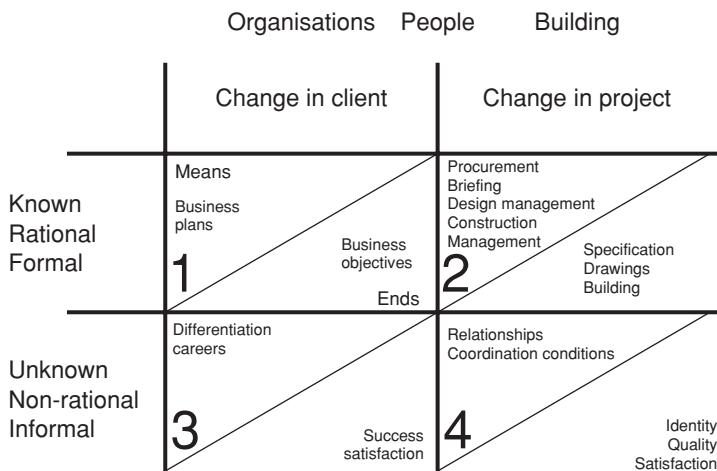 Organisations People Building
Change in client
Change in project
Known
Rational
Formal
Means
Business
plans
1
Business
objectives
Ends
Procurement
Briefing
Design management
Construction
Management
2
Specification
Drawings
Building
Unknown
Non-rational
Informal
Differentiation
careers
3
Success
satisfaction
Relationships
Coordination conditions
4
Identity
Quality
Satisfaction